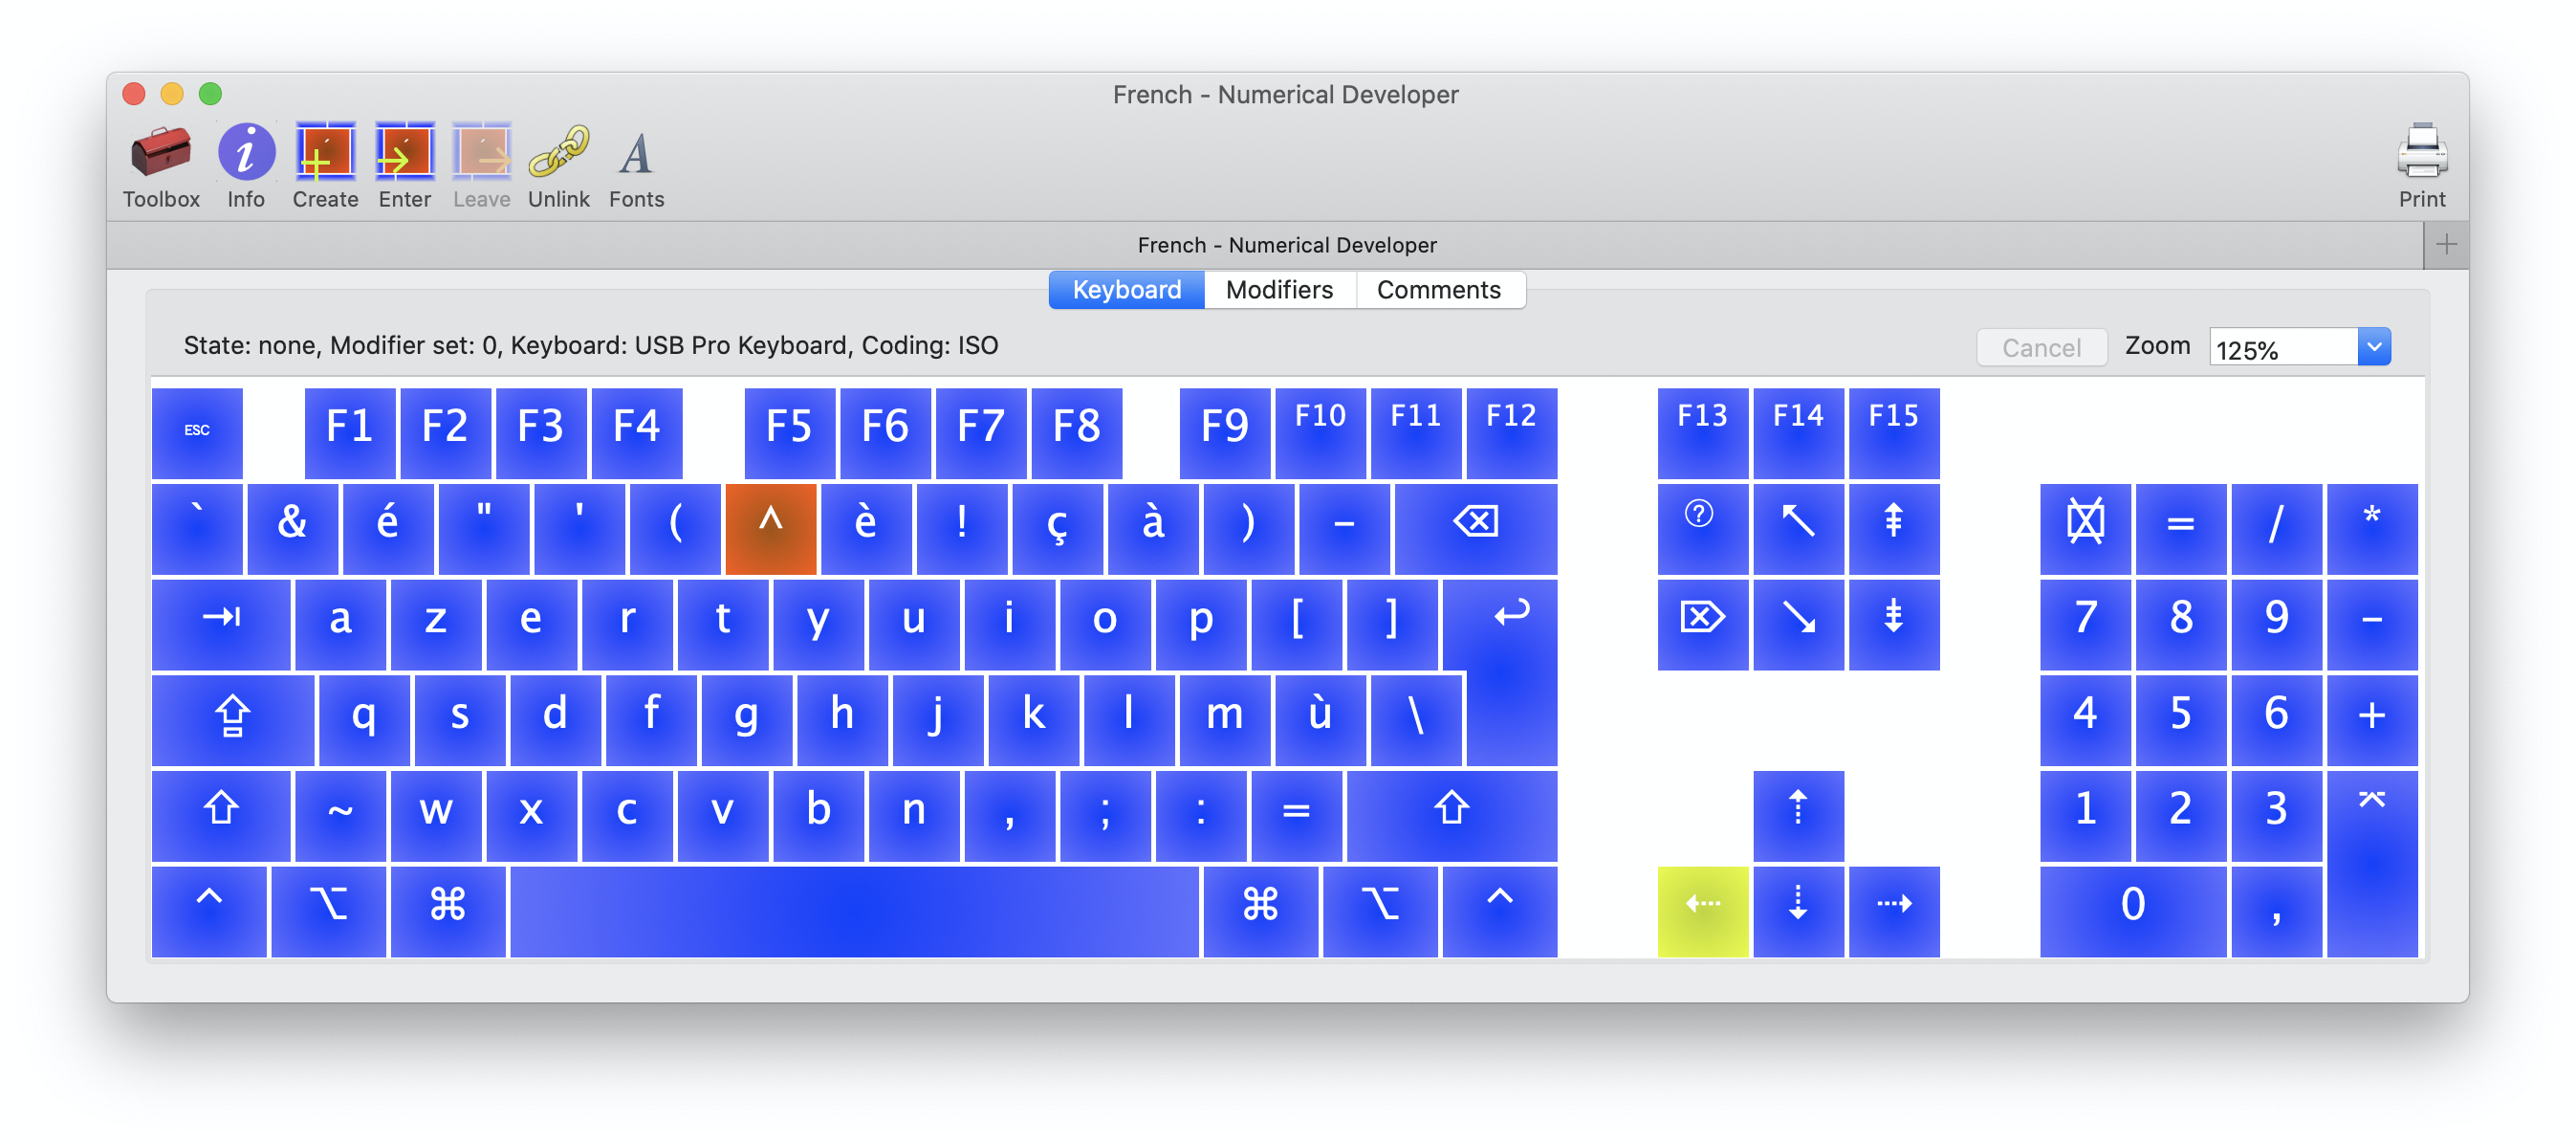 French - Numerical Developer
Toolbox Info Create Enter Leave Unlink Fonts Print
French - Numerical Developer +
Keyboard Modifiers Comments
State: none, Modifier set: 0, Keyboard: USB Pro Keyboard, Coding: ISO Cancel Zoom 125%
ESC F1 F2 F3 F4 F5 F6 F7 F8 F9 F10 F11 F12 F13 F14 F15
` & é " ' ( ^ è ! ç à ) - ⌫ ? ↖ ⇞ ⌧ = / *
⇥ a z e r t y u i o p [ ] ↩ ⌦ ↘ ⇟ 7 8 9 -
⇪ q s d f g h j k l m ù \ 4 5 6 +
⇧ ~ w x c v b n , ; : = ⇧ ⇡ 1 2 3 ⌤
⌃ ⌥ ⌘ ⌘ ⌥ ⌃ ⇠ ⇣ ⇢ 0 ,